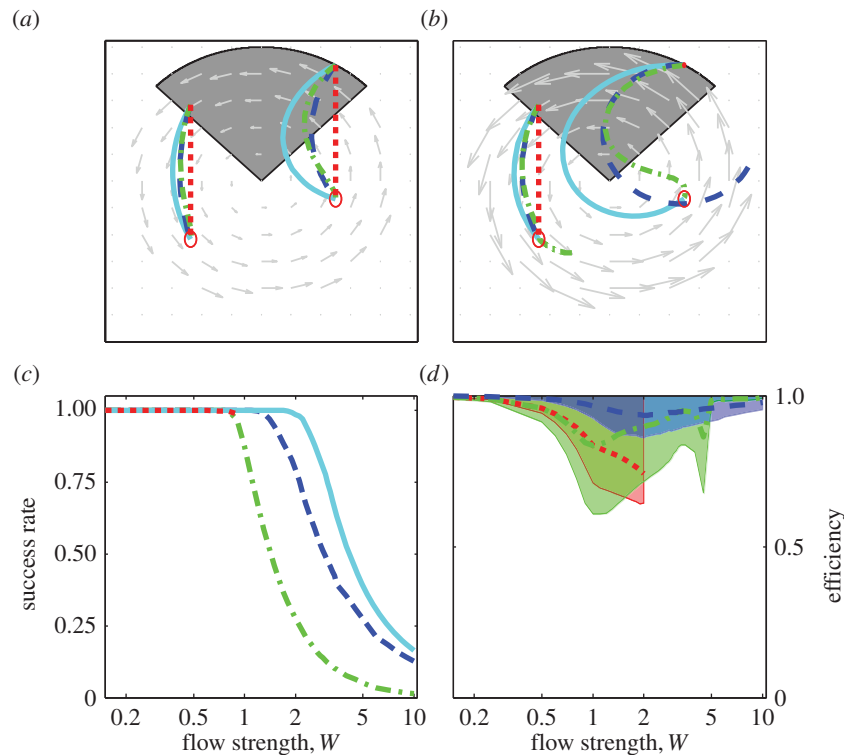 (a)
(b)
(c)
(d)
1.00
0.75
0.50
0.25
0
success rate
0.2 0.5 1 2 5 10
flow strength, W
1.0
0.5
0
efficiency
0.2 0.5 1 2 5 10
flow strength, W